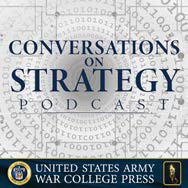 CONVERSATIONS
ON
STRATEGY
PODCAST
UNITED STATES ARMY
WAR COLLEGE PRESS